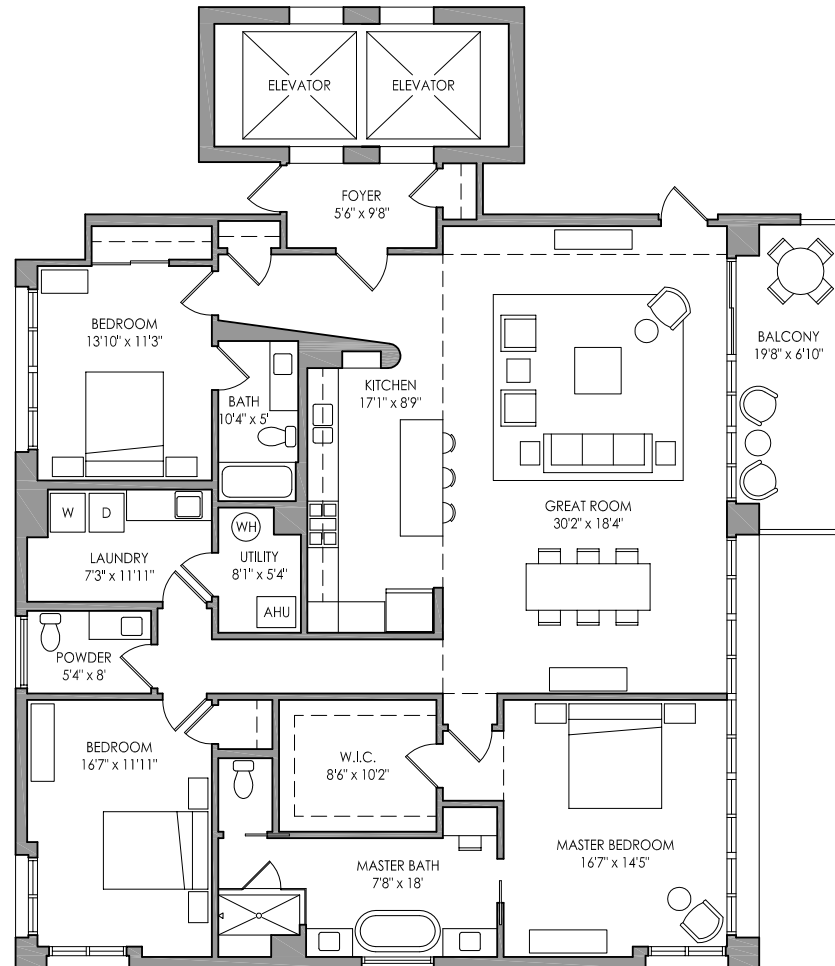 ELEVATOR
ELEVATOR
FOYER
5'6" x 9'8"
BEDROOM
13'10" x 11'3"
BALCONY
19'8" x 6'10"
KITCHEN
17'1" x 8'9"
BATH
10'4" x 5'
GREAT ROOM
30'2" x 18'4"
W
D
WH
LAUNDRY
7'3" x 11'11"
UTILITY
8'1" x 5'4"
AHU
POWDER
5'4" x 8'
BEDROOM
16'7" x 11'11"
W.I.C.
8'6" x 10'2"
MASTER BEDROOM
16'7" x 14'5"
MASTER BATH
7'8" x 18'